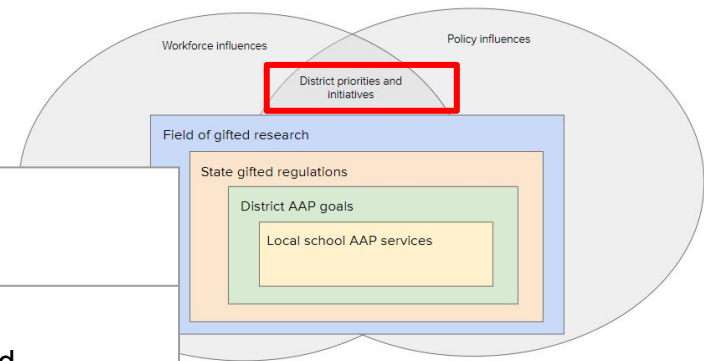 Workforce influences
Policy influences
District priorities and
initiatives
Field of gifted research
State gifted regulations
District AAP goals
Local school AAP services